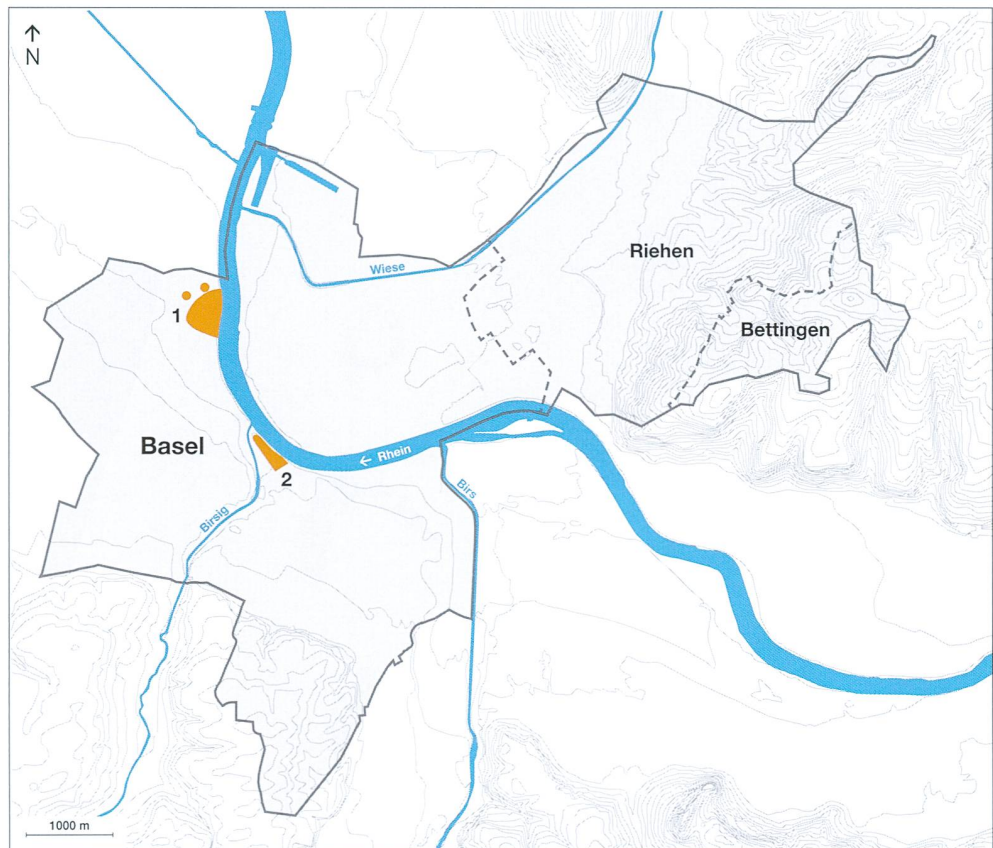 N
Riehen
Wiese
1
Bettingen
Basel
Rhein
2
Birs
Birsig
1000 m